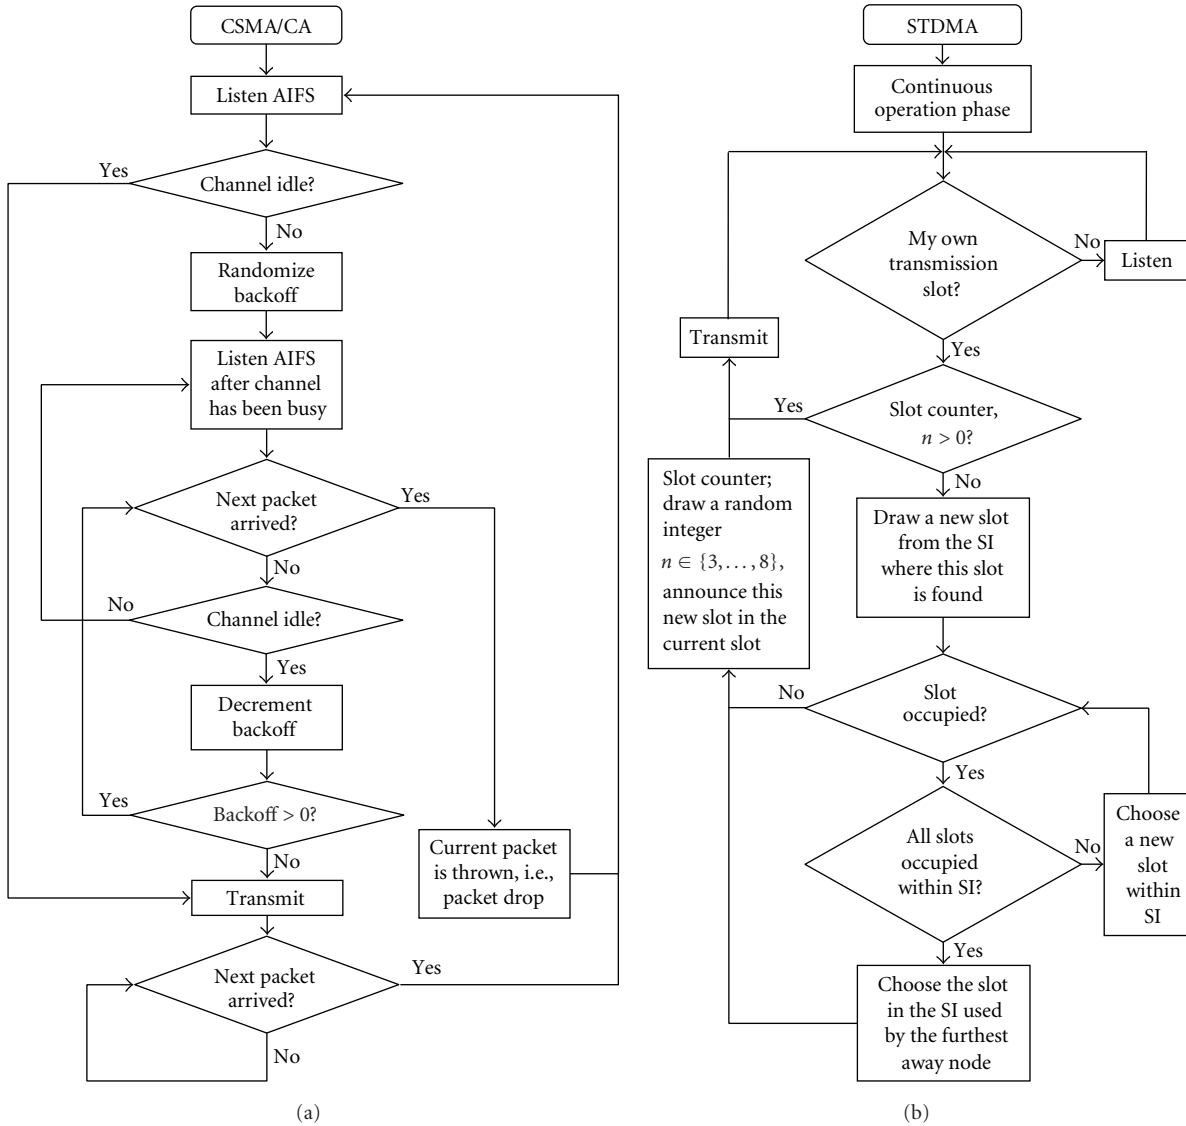 CSMA/CA
Listen AIFS
Yes
Channel idle?
No
Randomize
backoff
Listen AIFS
after channel
has been busy
Next packet
arrived?
Yes
No
No
Channel idle?
Yes
Decrement
backoff
Yes
Backoff > 0?
No
Current packet
is thrown, i.e.,
packet drop
Transmit
Next packet
arrived?
Yes
No
(a)
STDMA
Continuous
operation phase
My own
transmission
slot?
No
Listen
Transmit
Yes
Yes
Slot counter,
n > 0?
No
Slot counter;
draw a random
integer
n ∈ {3, . . . , 8},
announce this
new slot in the
current slot
Draw a new slot
from the SI
where this slot
is found
No
Slot
occupied?
Yes
All slots
occupied
within SI?
No
Choose
a new
slot
within
SI
Yes
Choose the slot
in the SI used
by the furthest
away node
(b)